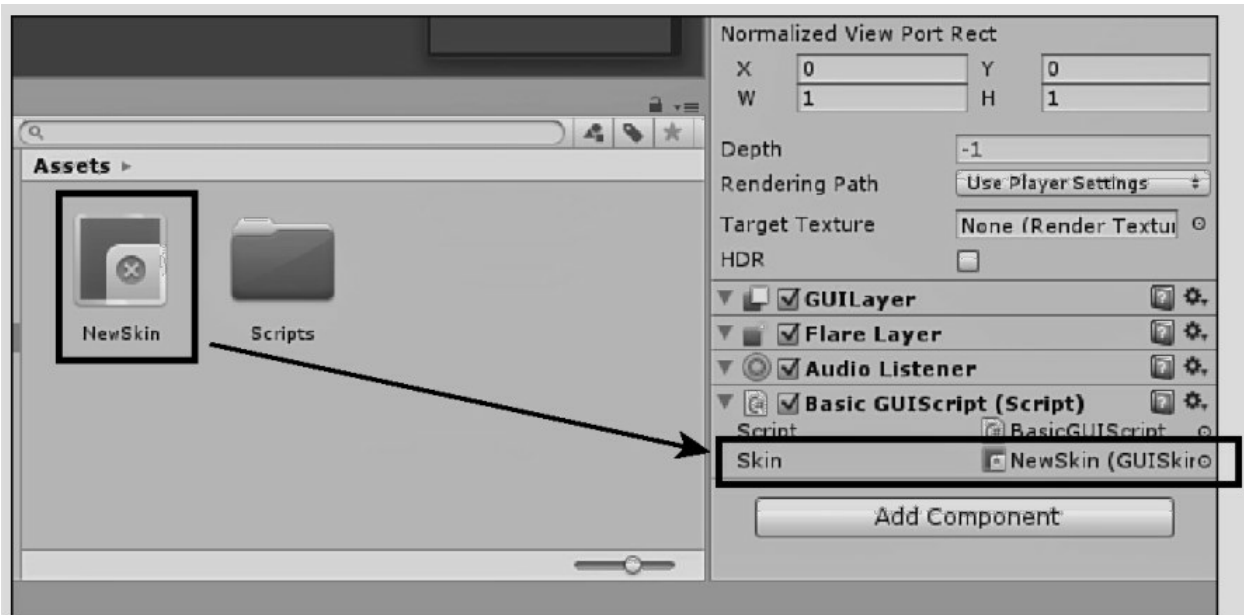 Assets
NewSkin
Scripts
Normalized View Port Rect
X 0 Y 0
W 1 H 1
Depth -1
Rendering Path Use Player Settings
Target Texture None (Render Textu
HDR
GUILayer
Flare Layer
Audio Listener
Basic GUIScript (Script)
Script BasicGUIScript
Skin NewSkin (GUISkin
Add Component